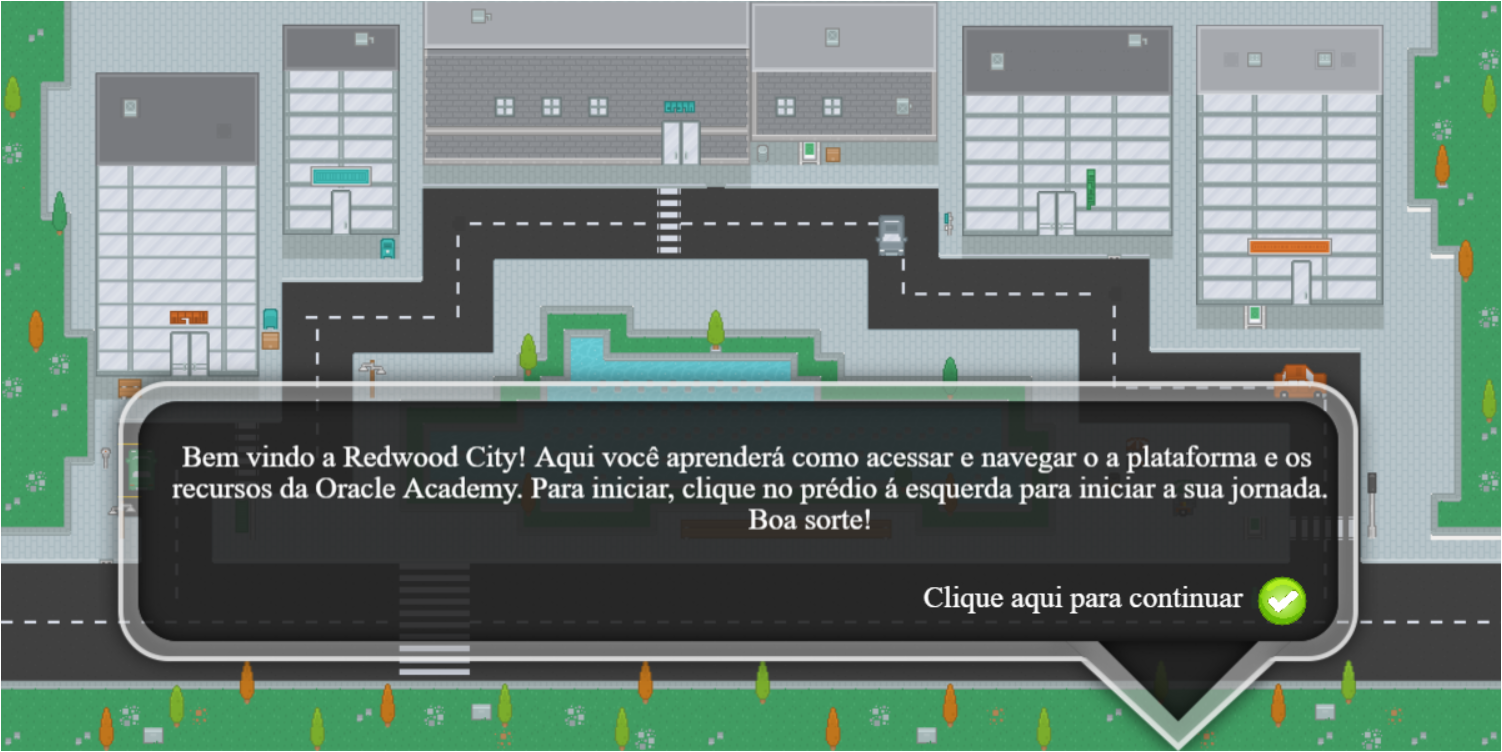 Bem vindo a Redwood City! Aqui você aprenderá como acessar e navegar o a plataforma e os
recursos da Oracle Academy. Para iniciar, clique no prédio á esquerda para iniciar a sua jornada.
Boa sorte!
Clique aqui para continuar